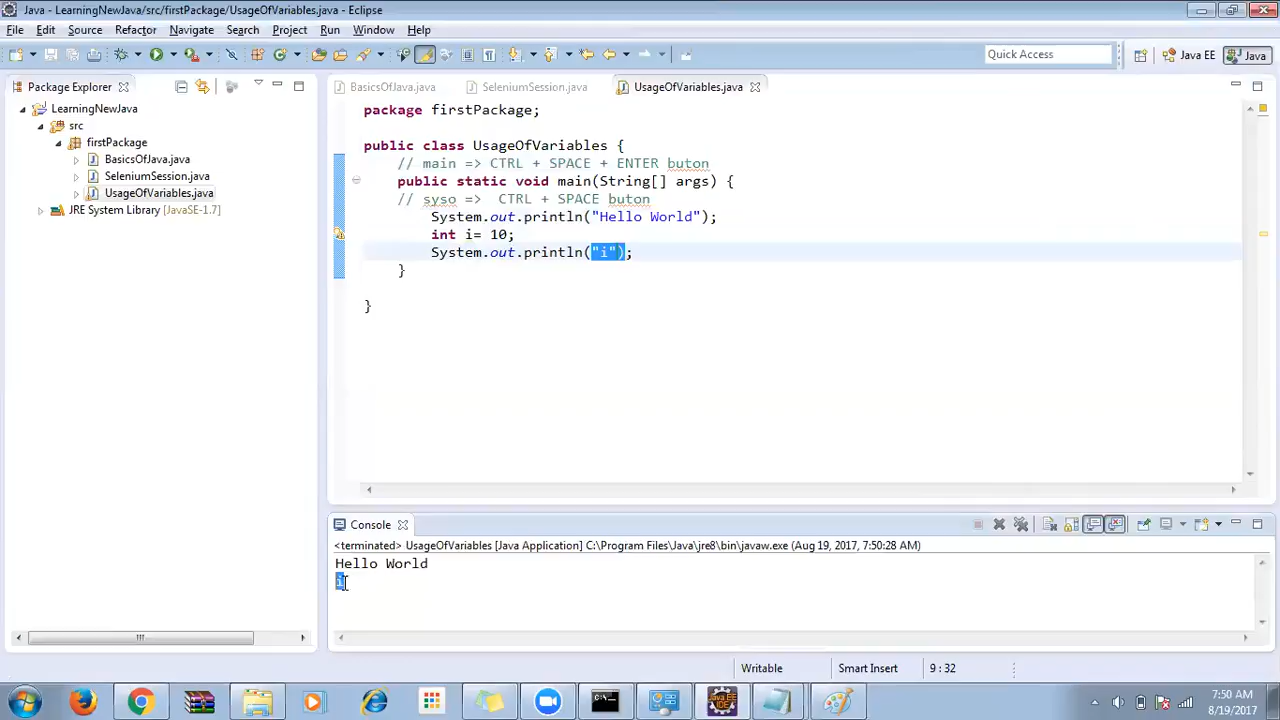 Java - LearningNewJava/src/firstPackage/UsageOfVariables.java - Eclipse
File Edit Source Refactor Navigate Search Project Run Window Help
Quick Access
Java EE
Java
Package Explorer
BasicsOfJava.java
SeleniumSession.java
UsageOfVariables.java
LearningNewJava
src
firstPackage
BasicsOfJava.java
SeleniumSession.java
UsageOfVariables.java
JRE System Library [JavaSE-1.7]
package firstPackage;
public class UsageOfVariables {
// main => CTRL + SPACE + ENTER buton
public static void main(String[] args) {
// syso => CTRL + SPACE buton
System.out.println("Hello World");
int i= 10;
System.out.println("i");
}
}
Console
<terminated> UsageOfVariables [Java Application] C:\Program Files\Java\jre8\bin\javaw.exe (Aug 19, 2017, 7:50:28 AM)
Hello World
i
Writable
Smart Insert
9 : 32
7:50 AM
8/19/2017